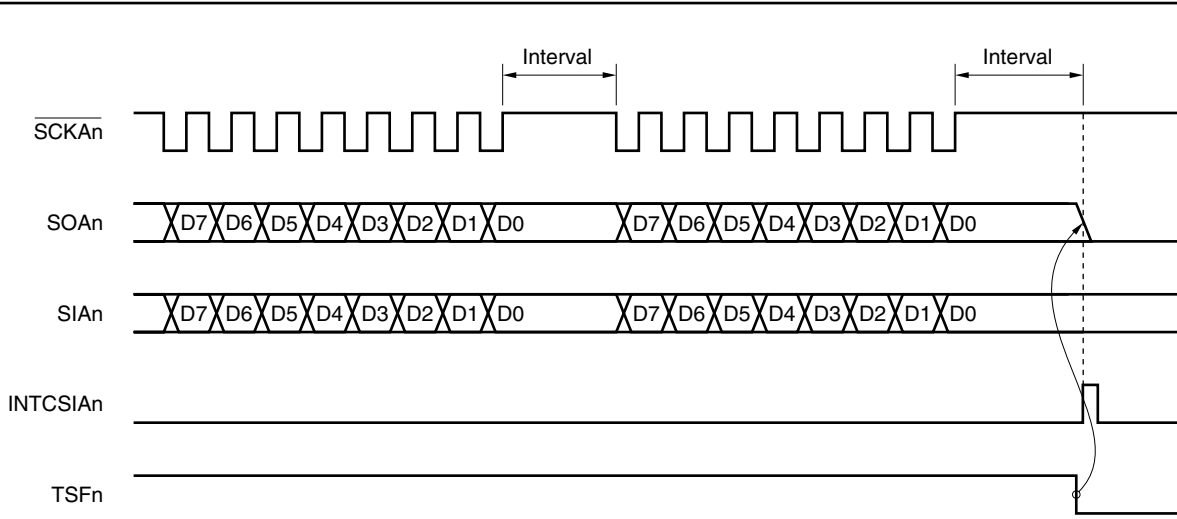 Interval Interval
SCKAn
SOAn D7 D6 D5 D4 D3 D2 D1 D0 D7 D6 D5 D4 D3 D2 D1 D0
SIAn D7 D6 D5 D4 D3 D2 D1 D0 D7 D6 D5 D4 D3 D2 D1 D0
INTCSIAn
TSFn